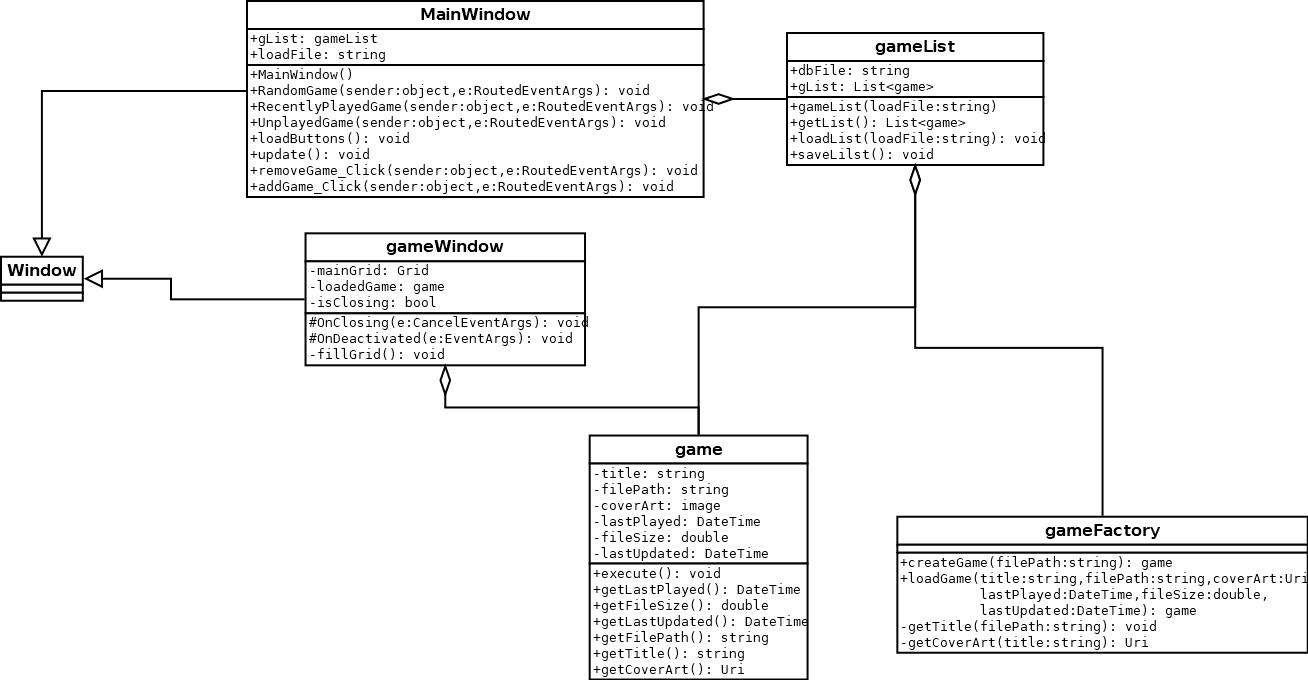 MainWindow
+gList: gameList
+loadFile: string
+MainWindow()
+RandomGame(sender:object,e:RoutedEventArgs): void
+RecentlyPlayedGame(sender:object,e:RoutedEventArgs): void
+UnplayedGame(sender:object,e:RoutedEventArgs): void
+loadButtons(): void
+update(): void
+removeGame_Click(sender:object,e:RoutedEventArgs): void
+addGame_Click(sender:object,e:RoutedEventArgs): void
gameList
+dbFile: string
+gList: List<game>
+gameList(loadFile:string)
+getList(): List<game>
+loadList(loadFile:string): void
+saveLilst(): void
Window
gameWindow
-mainGrid: Grid
-loadedGame: game
-isClosing: bool
#OnClosing(e:CancelEventArgs): void
#OnDeactivated(e:EventArgs): void
-fillGrid(): void
game
-title: string
-filePath: string
-coverArt: image
-lastPlayed: DateTime
-fileSize: double
-lastUpdated: DateTime
+execute(): void
+getLastPlayed(): DateTime
+getFileSize(): double
+getLastUpdated(): DateTime
+getFilePath(): string
+getTitle(): string
+getCoverArt(): Uri
gameFactory
+createGame(filePath:string): game
+loadGame(title:string,filePath:string,coverArt:Uri
lastPlayed:DateTime,fileSize:double,
lastUpdated:DateTime): game
-getTitle(filePath:string): void
-getCoverArt(title:string): Uri